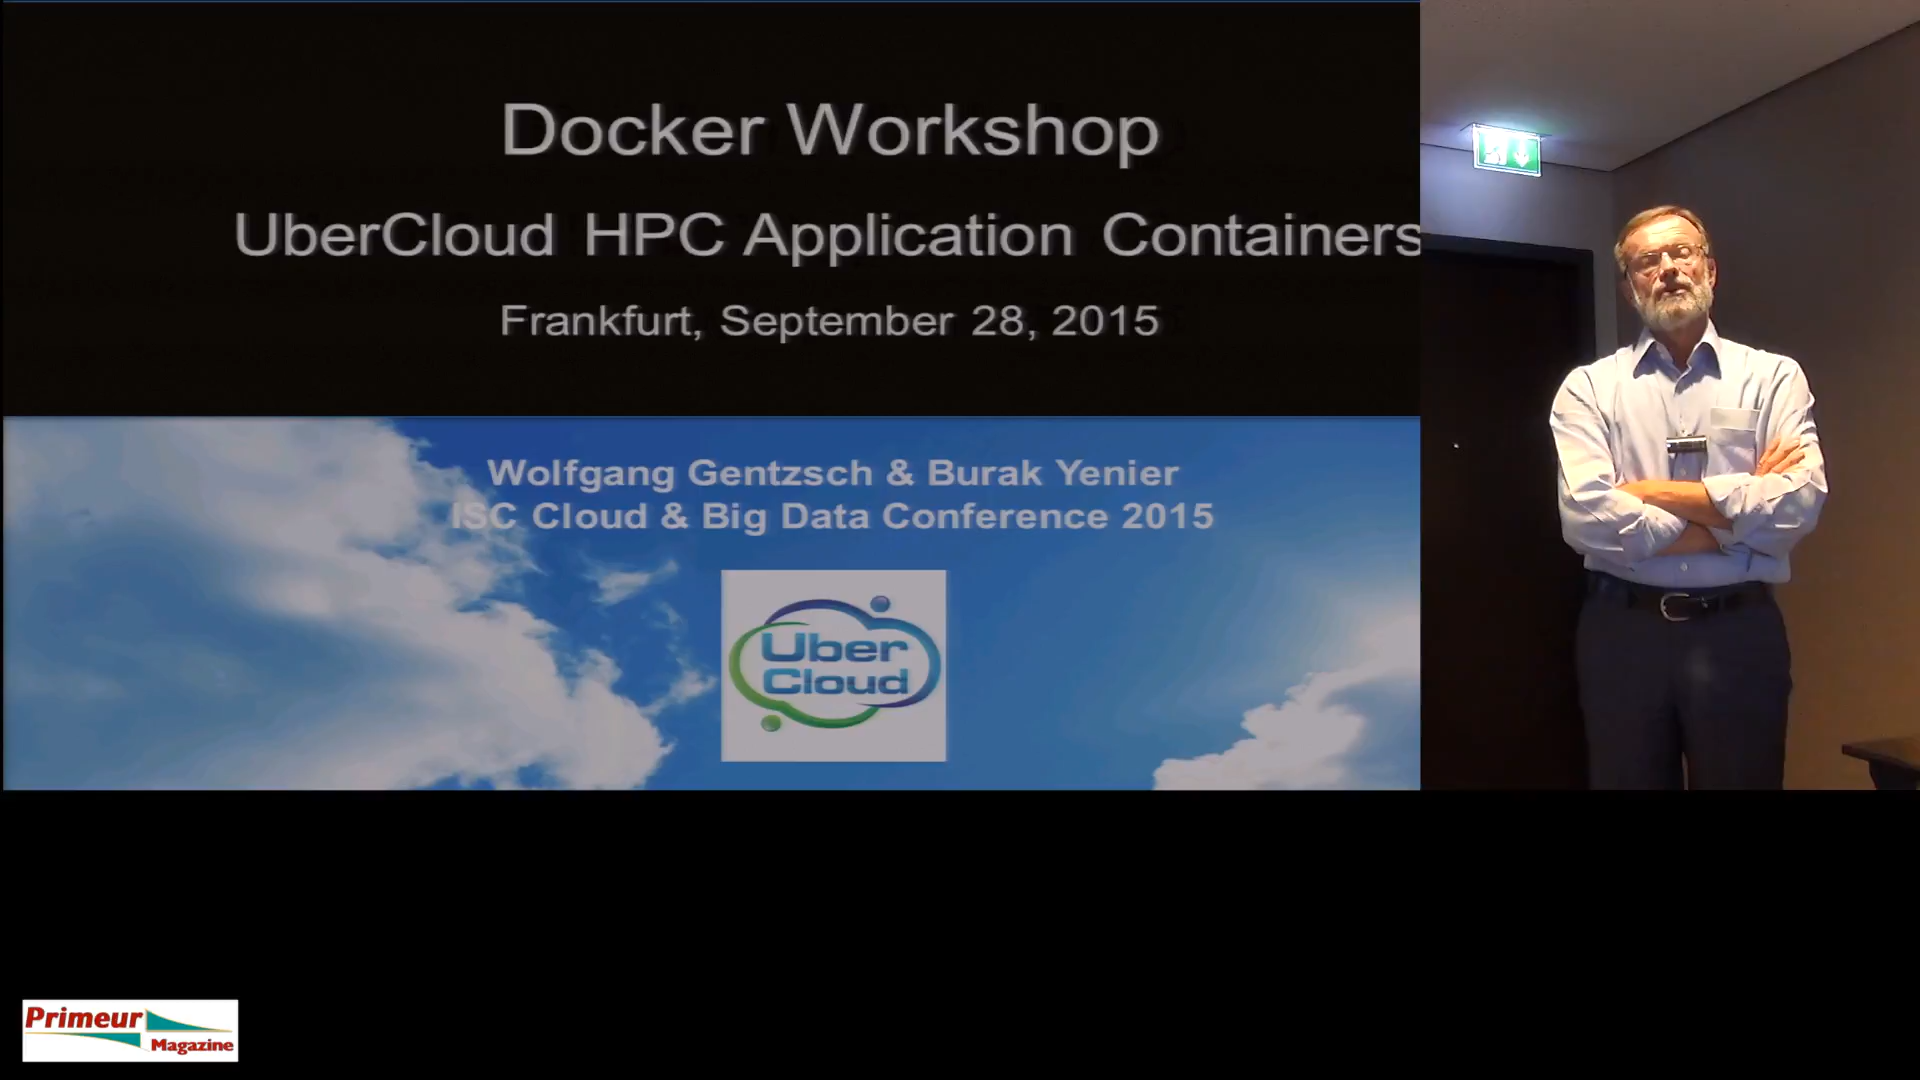 Docker Workshop
UberCloud HPC Application Containers
Frankfurt, September 28, 2015
Wolfgang Gentzsch & Burak Yenier
ISC Cloud & Big Data Conference 2015
Uber
Cloud
Primeur
Magazine